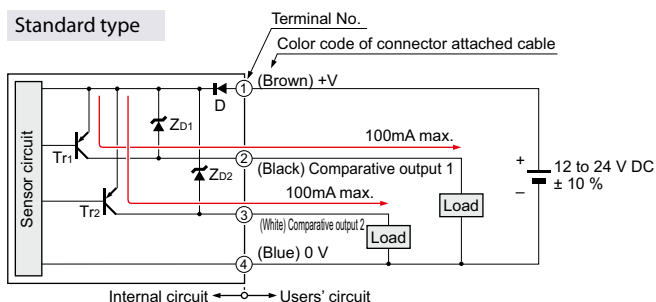 Standard type
Terminal No.
Color code of connector attached cable
1 (Brown) +V
D
ZD1
100mA max.
Tr1
2
(Black) Comparative output 1
Sensor circuit
ZD2
100mA max.
+
12 to 24 V DC
–
± 10 %
Load
Tr2
3
(White) Comparative output 2
Load
4 (Blue) 0 V
Internal circuit
Users' circuit